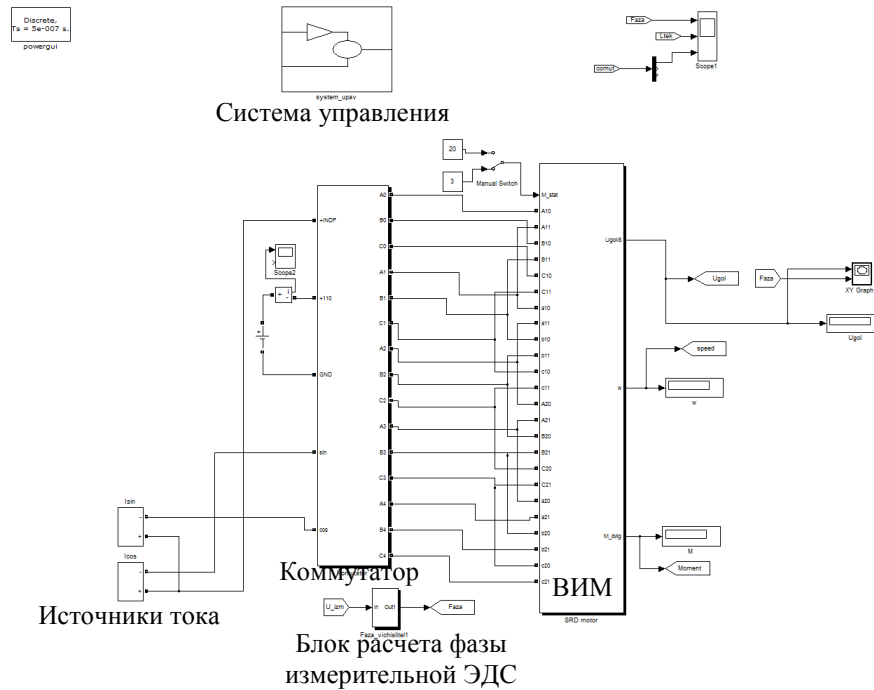 Discrete,
Ts = 5e-007 s.
powergui
system_upav
Система управления
Faza
Ltek
comut
Scope1
20
3
Manual Switch
+INDF
+110
GND
sin
cos
A0
B0
C0
A1
B1
C1
A2
B2
C2
A3
B3
C3
A4
B4
C4
Scope2
i
+
-
M_stat
A10
A11
B10
B11
C10
C11
a10
a11
b10
b11
c10
c11
A20
A21
B20
B21
C20
C21
a20
a21
b20
b21
c20
c21
Ugol/8
w
M_dvig
ВИМ
SRD motor
Ugol
Faza
XY Graph
Ugol
speed
w
M
Moment
Isin
-
+
Icos
-
+
Источники тока
Коммутатор
U_izm
In
Out1
Faza
Faza_vichislitel1
Блок расчета фазы
измерительной ЭДС